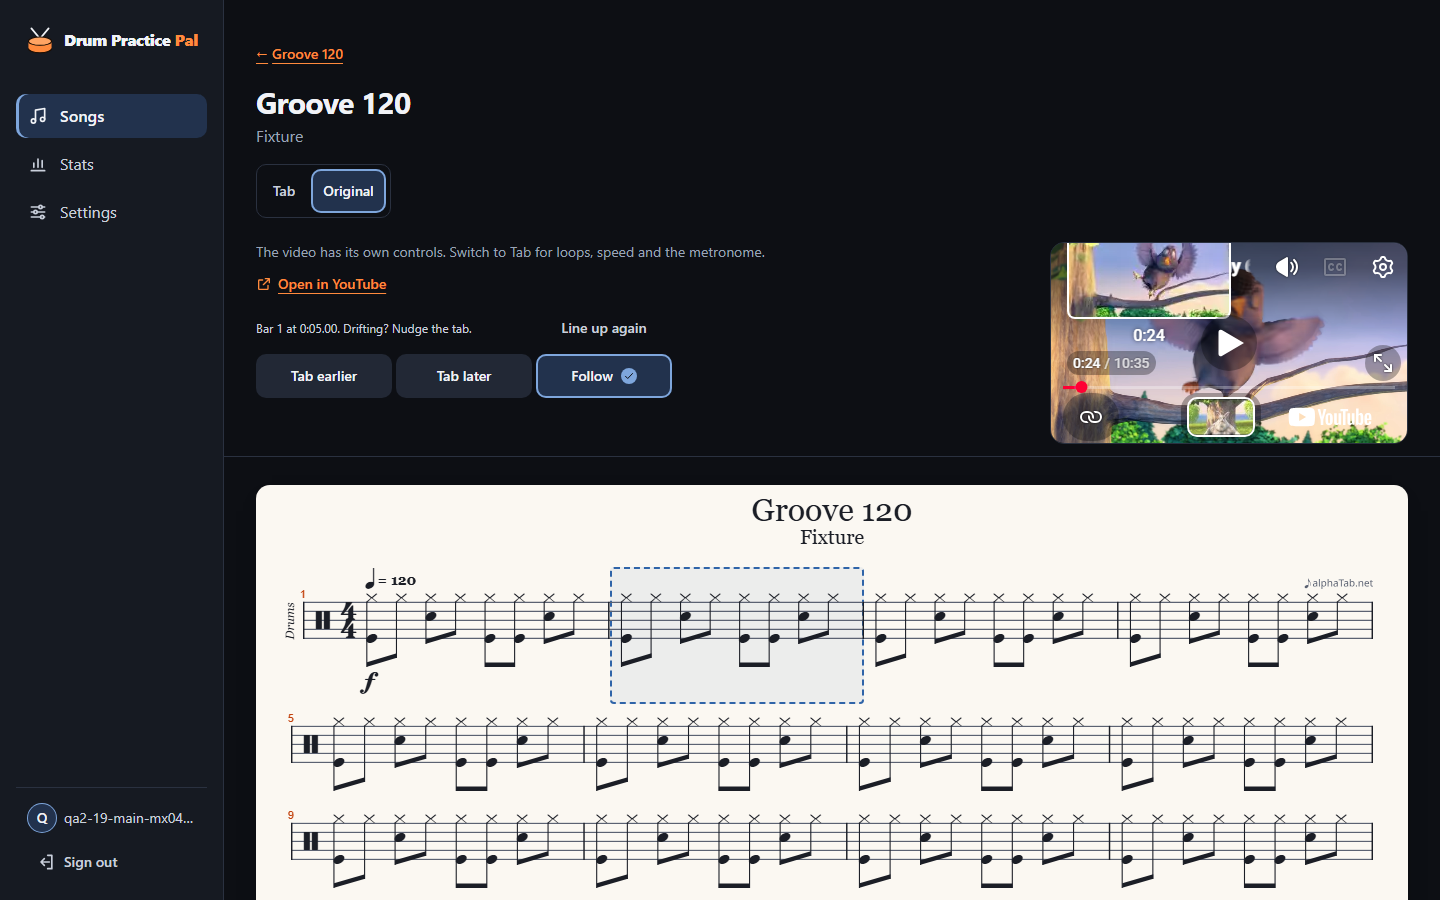 Drum Practice Pal
Songs
Stats
Settings
qa2-19-main-mx04...
Sign out
← Groove 120
Groove 120
Fixture
Tab
Original
The video has its own controls. Switch to Tab for loops, speed and the metronome.
Open in YouTube
Bar 1 at 0:05.00. Drifting? Nudge the tab.
Line up again
Tab earlier
Tab later
Follow
CC
0:24
0:24 / 10:35
YouTube
Groove 120
Fixture
= 120
♪alphaTab.net
1
Drums
4
4
f
5
9